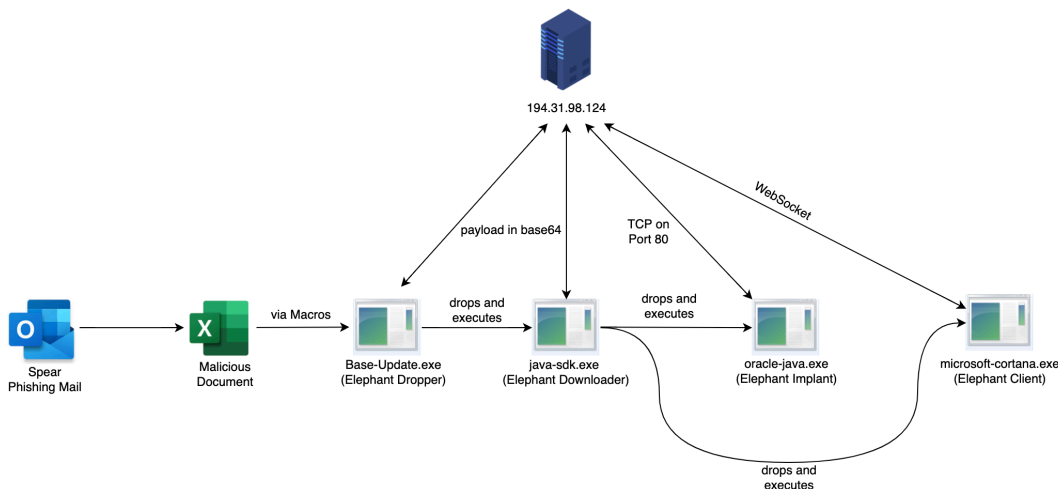 194.31.98.124
WebSocket
payload in base64
TCP on
Port 80
via Macros
drops and
executes
drops and
executes
O
X
Spear
Phishing Mail
Malicious
Document
Base-Update.exe
(Elephant Dropper)
java-sdk.exe
(Elephant Downloader)
oracle-java.exe
(Elephant Implant)
microsoft-cortana.exe
(Elephant Client)
drops and
executes